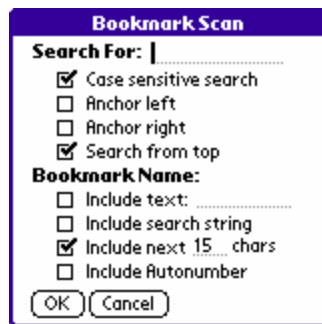 Bookmark Scan
Search For:
Case sensitive search
Anchor left
Anchor right
Search from top
Bookmark Name:
Include text:
Include search string
Include next 15 chars
Include Autonumber
OK Cancel